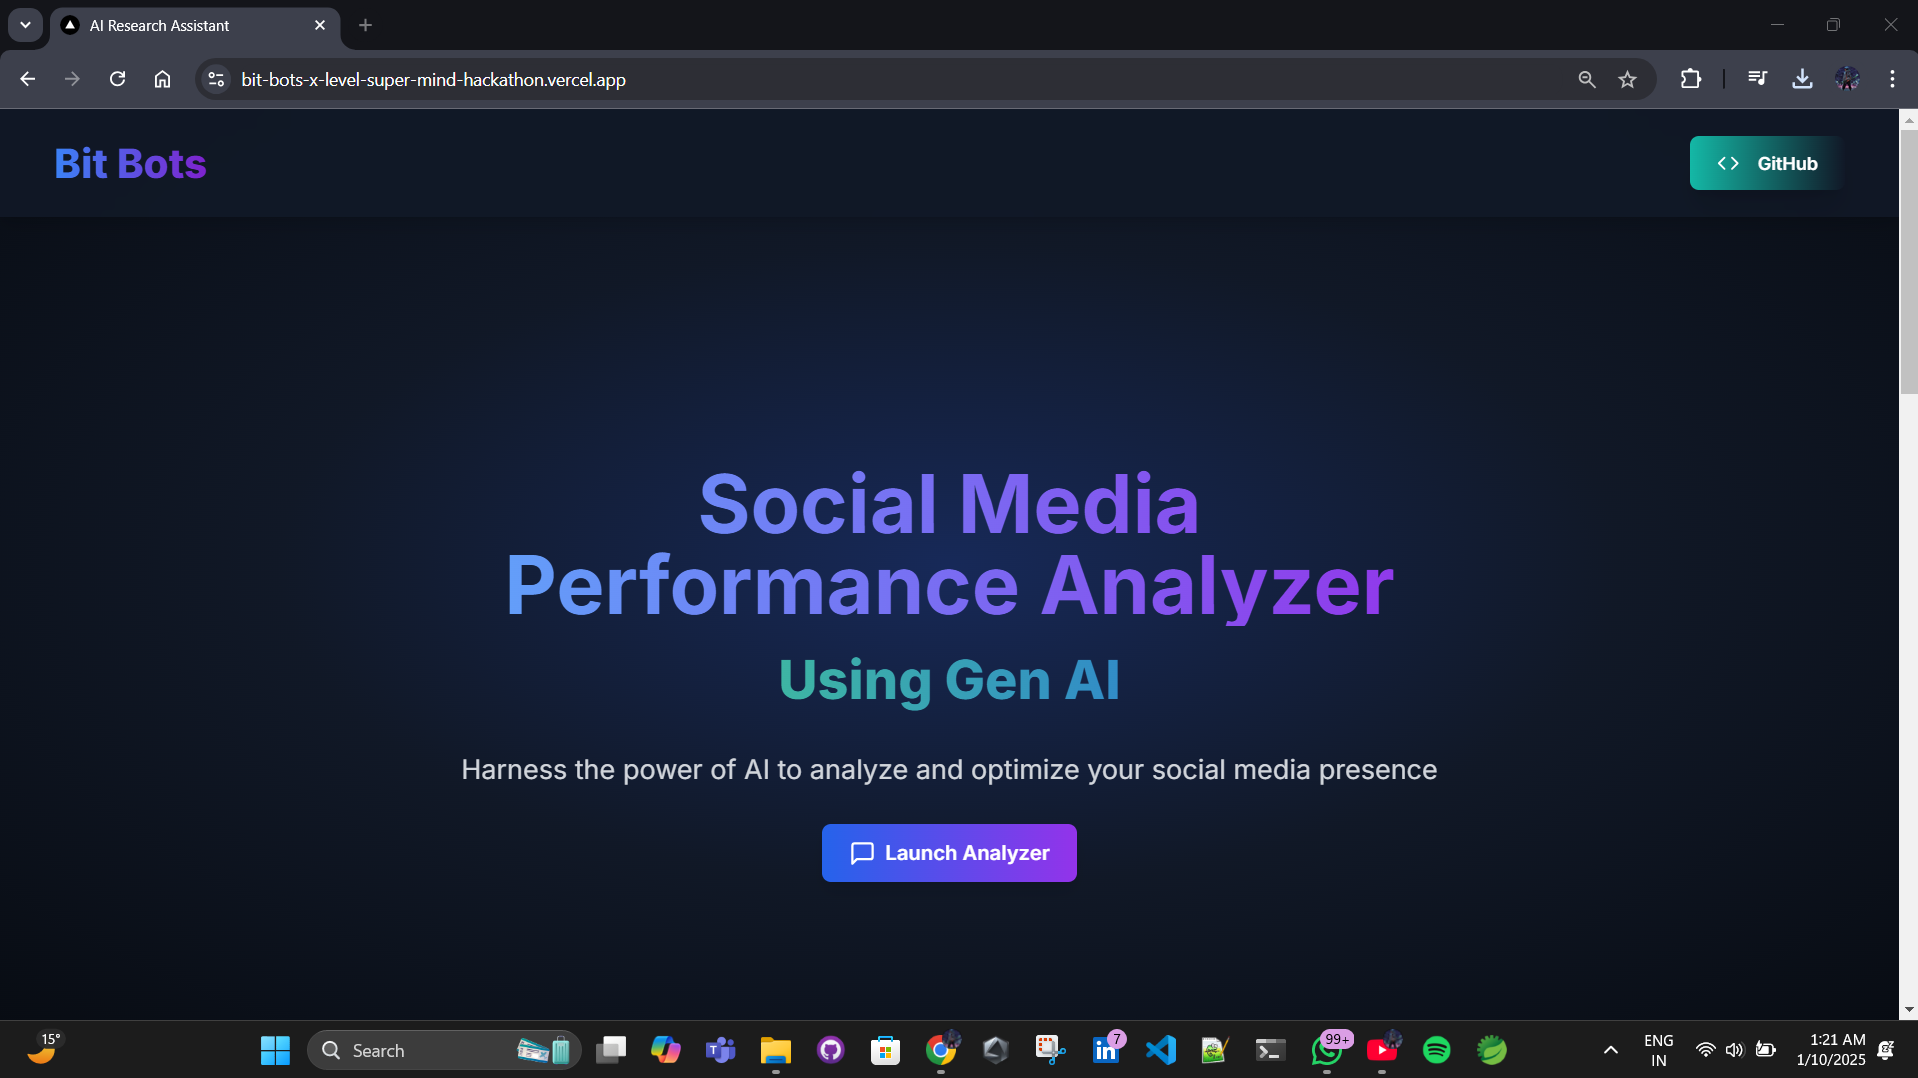 AI Research Assistant
bit-bots-x-level-super-mind-hackathon.vercel.app
Bit Bots
GitHub
Social Media
Performance Analyzer
Using Gen AI
Harness the power of AI to analyze and optimize your social media presence
Launch Analyzer
15°
Search
7
99+
ENG
IN
1:21 AM
1/10/2025